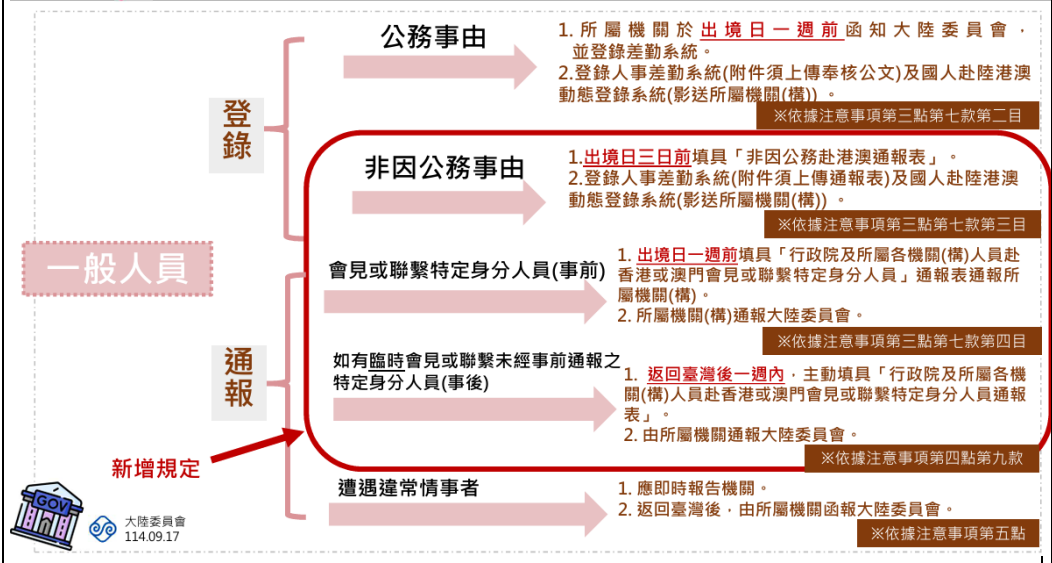 公務事由
1. 所屬機關於出境日一週前函知大陸委員會，
並登錄差勤系統。
2.登錄人事差勤系統(附件須上傳奉核公文)及國人赴陸港澳
動態登錄系統(影送所屬機關(構)) 。
※依據注意事項第三點第七款第二目
登錄
非因公務事由
1.出境日三日前填具「非因公務赴港澳通報表」。
2.登錄人事差勤系統(附件須上傳通報表)及國人赴陸港澳
動態登錄系統(影送所屬機關(構)) 。
※依據注意事項第三點第七款第三目
一般人員
會見或聯繫特定身分人員(事前)
1. 出境日一週前填具「行政院及所屬各機關(構)人員赴
香港或澳門會見或聯繫特定身分人員」通報表通報所
屬機關(構)。
2. 所屬機關(構)通報大陸委員會。
※依據注意事項第三點第七款第四目
通報
如有臨時會見或聯繫未經事前通報之
特定身分人員(事後)
1. 返回臺灣後一週內，主動填具「行政院及所屬各機
關(構)人員赴香港或澳門會見或聯繫特定身分人員通報
表」。
2. 由所屬機關通報大陸委員會。
※依據注意事項第四點第九款
新增規定
遭遇違常情事者
1. 應即時報告機關。
2. 返回臺灣後，由所屬機關函報大陸委員會。
※依據注意事項第五點
GOV
大陸委員會
114.09.17